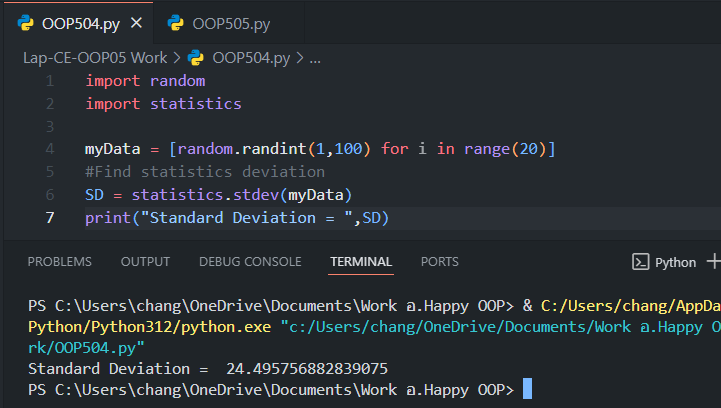 OOP504.py OOP505.py
Lap-CE-OOP05 Work > OOP504.py > ...
1 import random
2 import statistics
3
4 myData = [random.randint(1,100) for i in range(20)]
5 #Find statistics deviation
6 SD = statistics.stdev(myData)
7 print("Standard Deviation = ",SD)
PROBLEMS OUTPUT DEBUG CONSOLE TERMINAL PORTS Python
PS C:\Users\chang\OneDrive\Documents\Work อ.Happy OOP> & C:/Users/chang/AppDa
Python/Python312/python.exe "c:/Users/chang/OneDrive/Documents/Work อ.Happy O
rk/OOP504.py"
Standard Deviation =  24.495756882839075
PS C:\Users\chang\OneDrive\Documents\Work อ.Happy OOP>